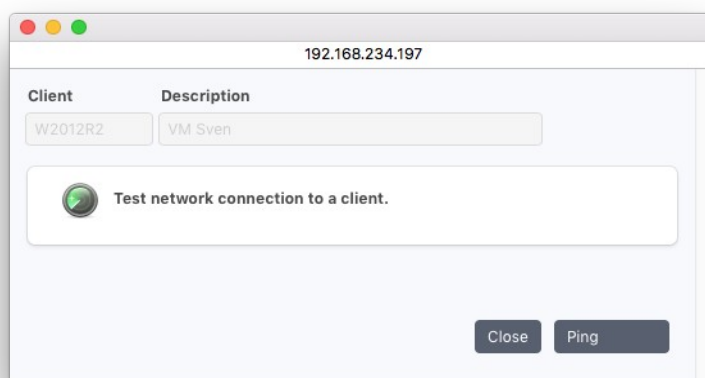 192.168.234.197
Client Description
W2012R2 VM Sven
Test network connection to a client.
Close Ping